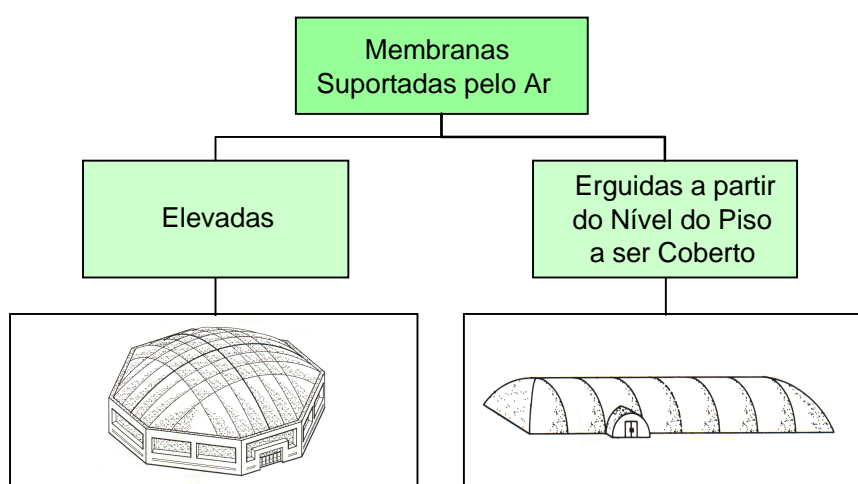 Membranas
Suportadas pelo Ar
Elevadas
Erguidas a partir
do Nível do Piso
a ser Coberto